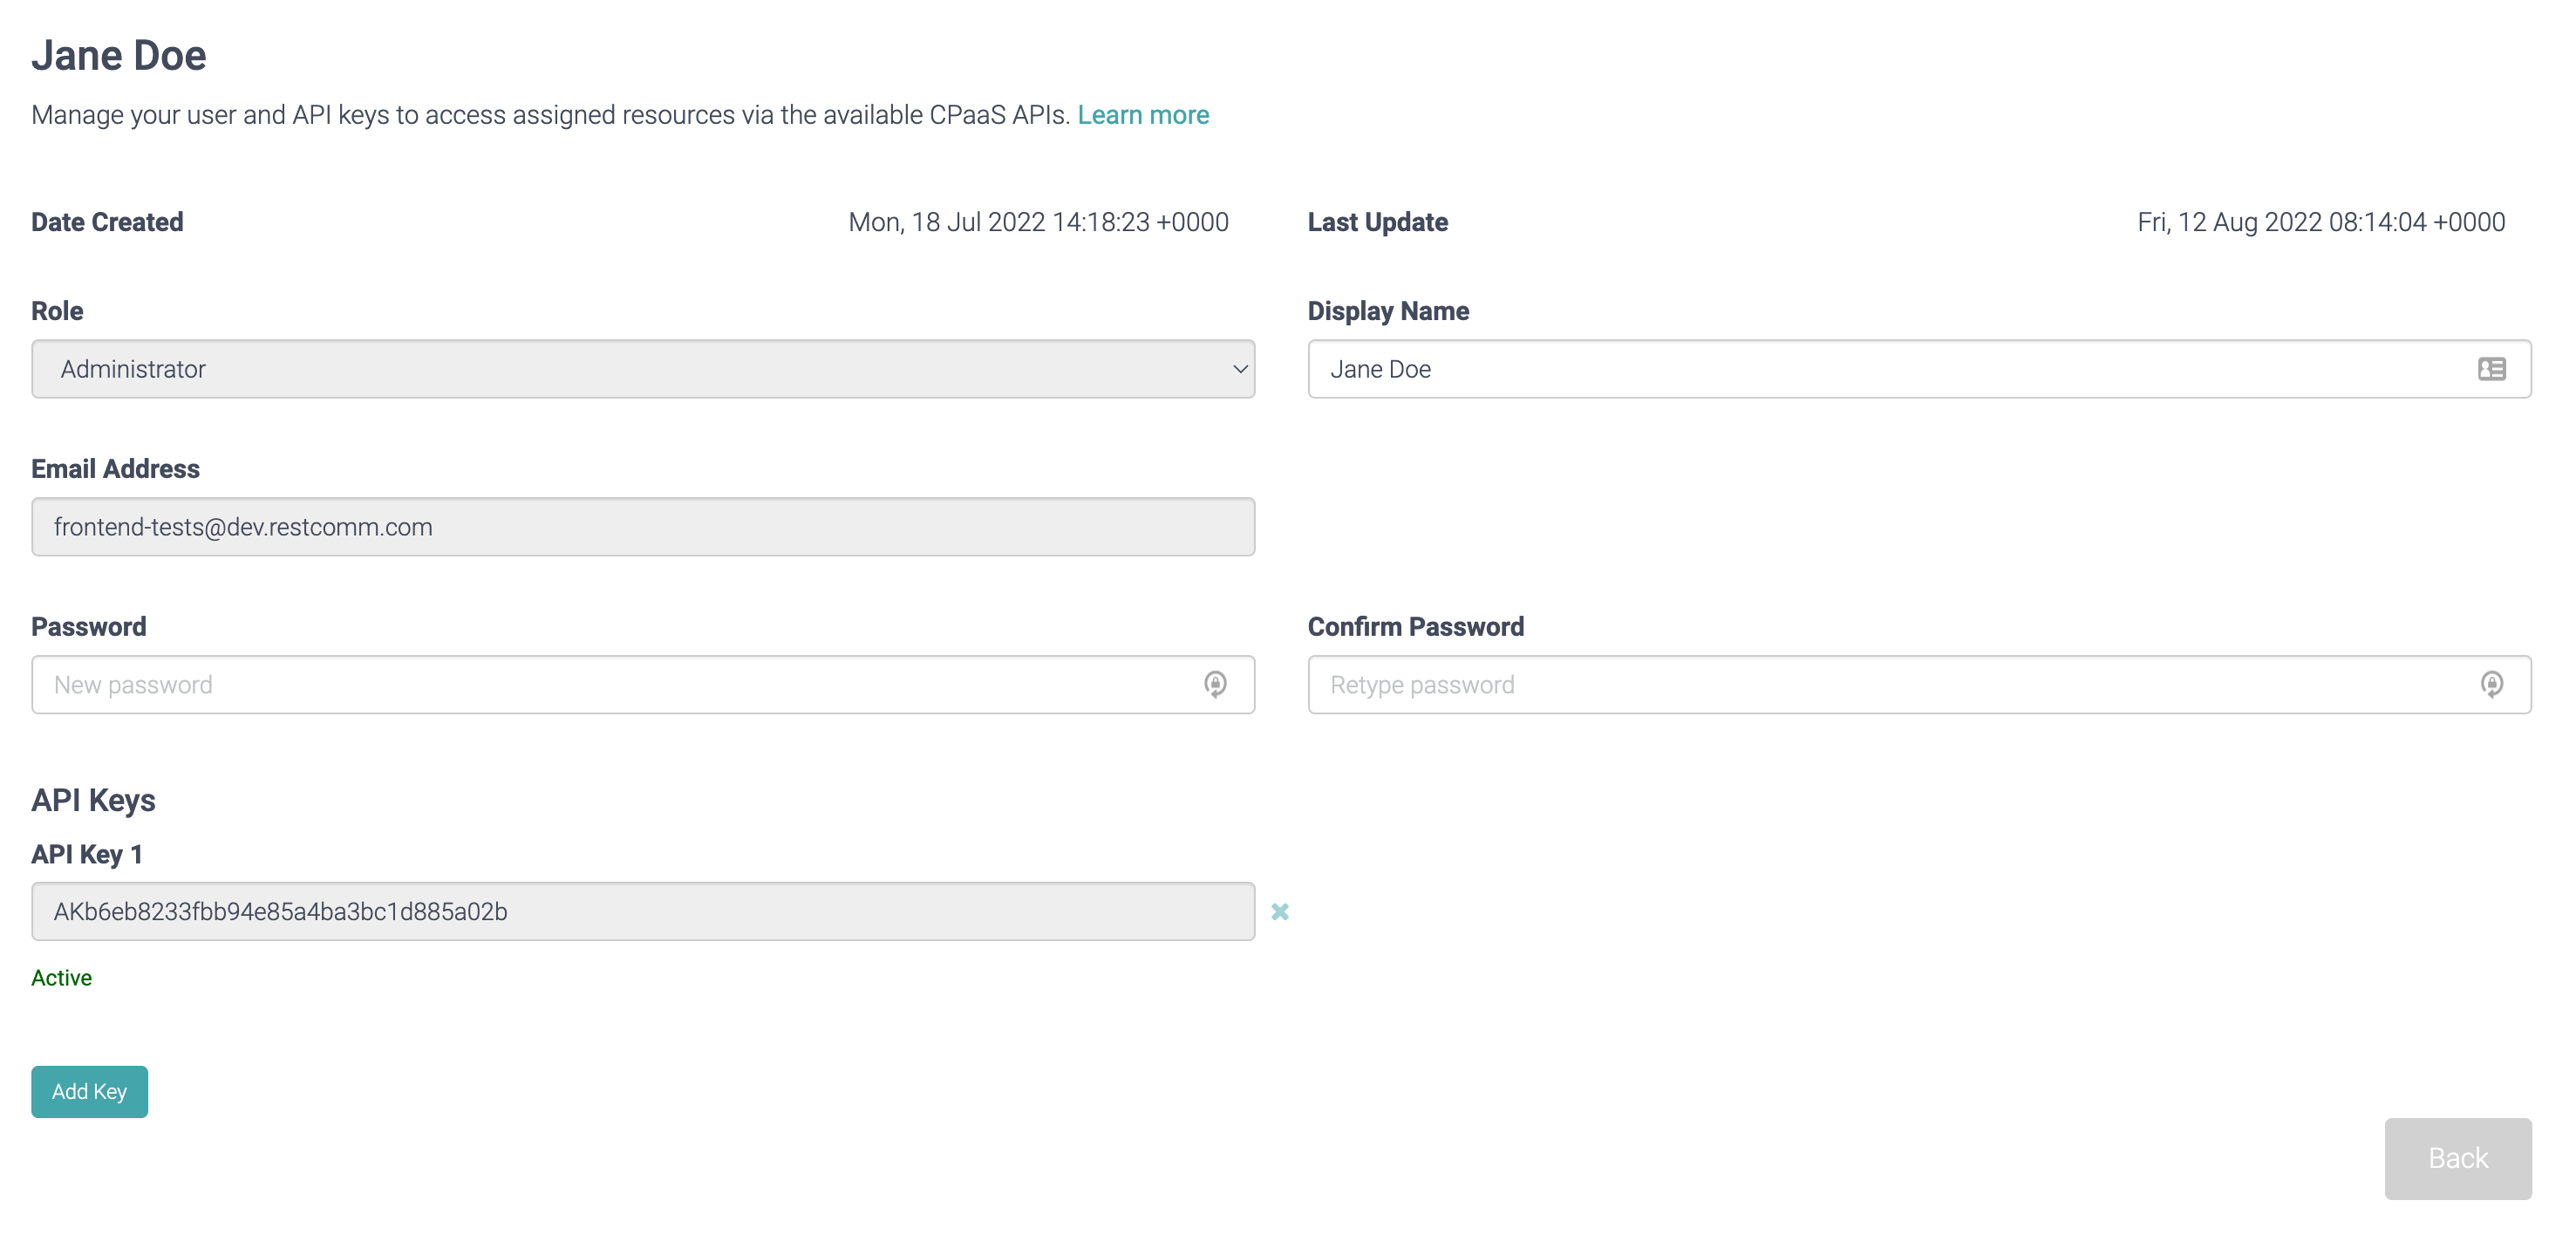 Jane Doe
Manage your user and API keys to access assigned resources via the available CPaaS APIs. Learn more
Date Created Mon, 18 Jul 2022 14:18:23 +0000 Last Update Fri, 12 Aug 2022 08:14:04 +0000
Role Display Name
Administrator Jane Doe
Email Address
frontend-tests@dev.restcomm.com
Password Confirm Password
New password Retype password
API Keys
API Key 1
AKb6eb8233fbb94e85a4ba3bc1d885a02b
Active
Add Key
Back